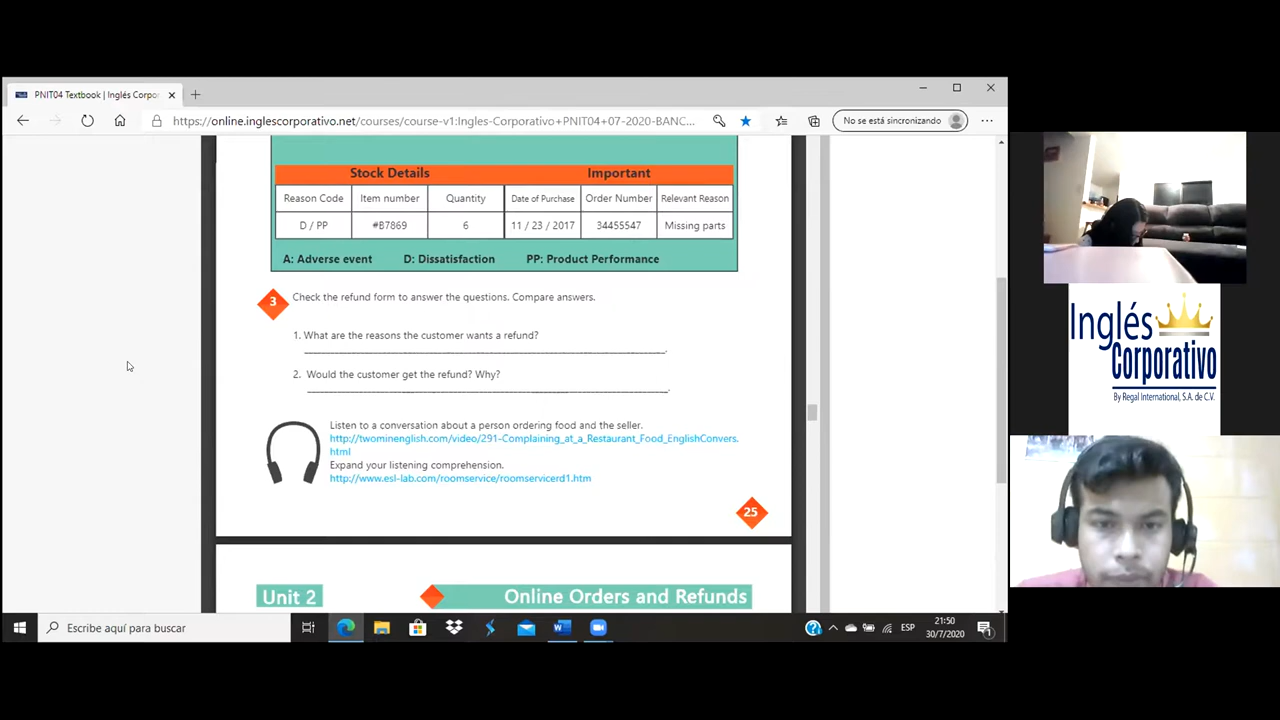 PNIT04 Textbook | Inglés Corpor
https://online.inglescorporativo.net/courses/course-v1:Ingles-Corporativo+PNIT04+07-2020-BANC...
No se está sincronizando
Stock Details Important
Reason Code Item number Quantity Date of Purchase Order Number Relevant Reason
D / PP #B7869 6 11 / 23 / 2017 34455547 Missing parts
A: Adverse event D: Dissatisfaction PP: Product Performance
3 Check the refund form to answer the questions. Compare answers.
1. What are the reasons the customer wants a refund?
2. Would the customer get the refund? Why?
Listen to a conversation about a person ordering food and the seller.
http://twominenglish.com/video/291-Complaining_at_a_Restaurant_Food_EnglishConvers.
html
Expand your listening comprehension.
http://www.esl-lab.com/roomservice/roomservicerd1.htm
25
Unit 2 Online Orders and Refunds
Escribe aquí para buscar
ESP
21:50
30/7/2020
1
Inglés
Corporativo
By Regal International, S.A. de C.V.